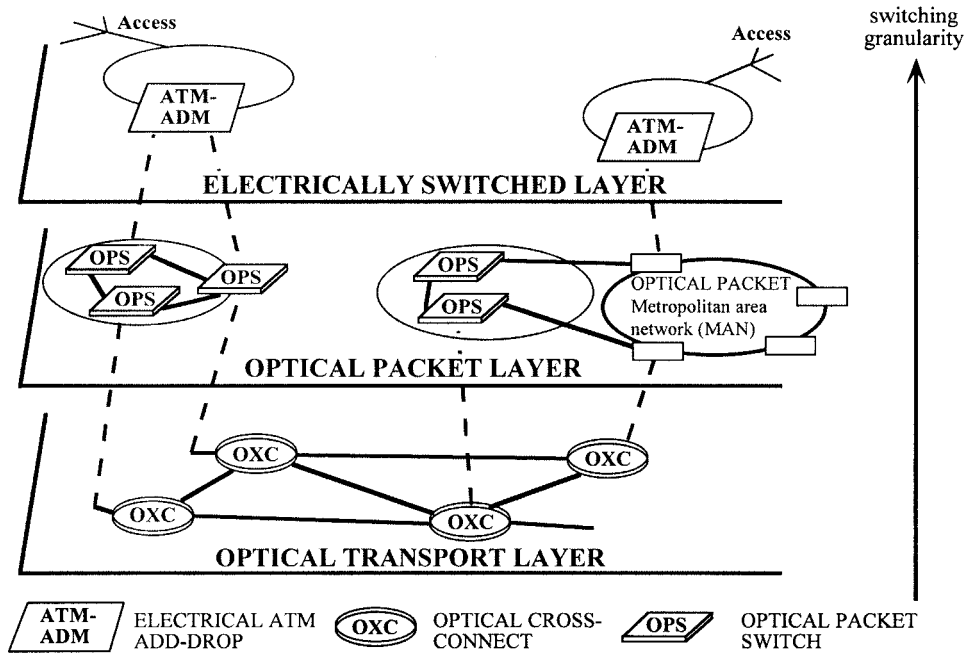 Access
switching
granularity
Access
ATM-
ADM
ATM-
ADM
ELECTRICALLY SWITCHED LAYER
OPS
OPS
OPS
OPS
OPS
OPTICAL PACKET
Metropolitan area
network (MAN)
OPTICAL PACKET LAYER
OXC
OXC
OXC
OXC
OPTICAL TRANSPORT LAYER
ATM-
ADM
ELECTRICAL ATM
ADD-DROP
OXC
OPTICAL CROSS-
CONNECT
OPS
OPTICAL PACKET
SWITCH